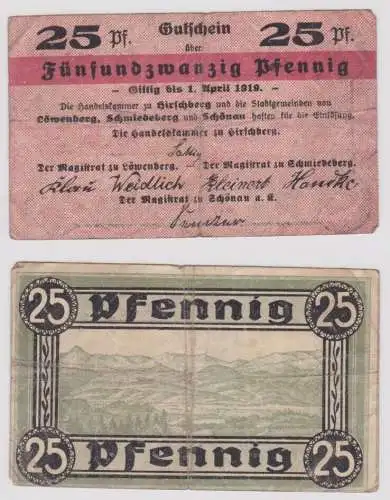 25 Pf. Gutschein 25 Pf.
über
Fünfundzwanzig Pfennig
- Giltig bis 1. April 1919. -
Die Handelskammer zu Hirschberg und die Stadtgemeinden von
Löwenberg, Schmiedeberg und Schönau haften für die Einlösung.
Die Handelskammer zu Hirschberg.
Der Magistrat zu Löwenberg. Der Magistrat zu Schmiedeberg.
Klau Weidlich Kleinert
Der Magistrat zu Schönau a. K.
25 Pfennig 25
25 Pfennig 25